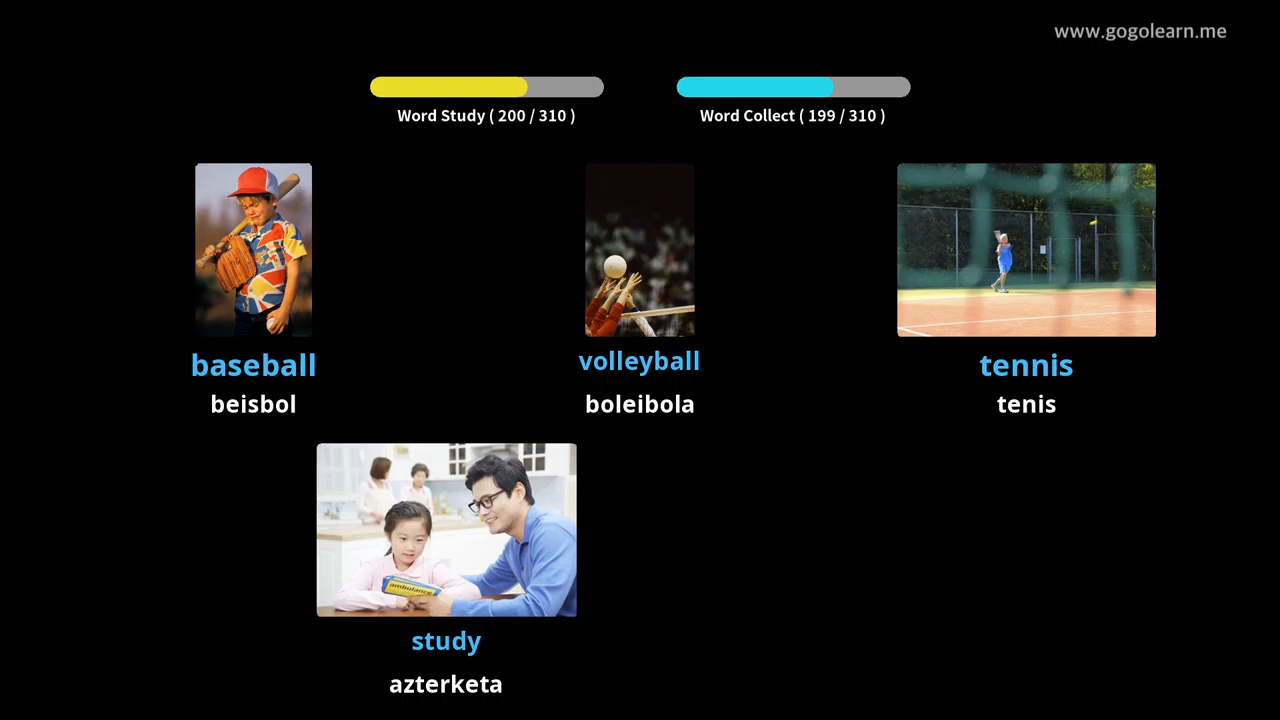 www.gogolearn.me
Word Study ( 200 / 310 )
Word Collect ( 199 / 310 )
baseball
beisbol
volleyball
boleibola
tennis
tenis
ambulance
study
azterketa